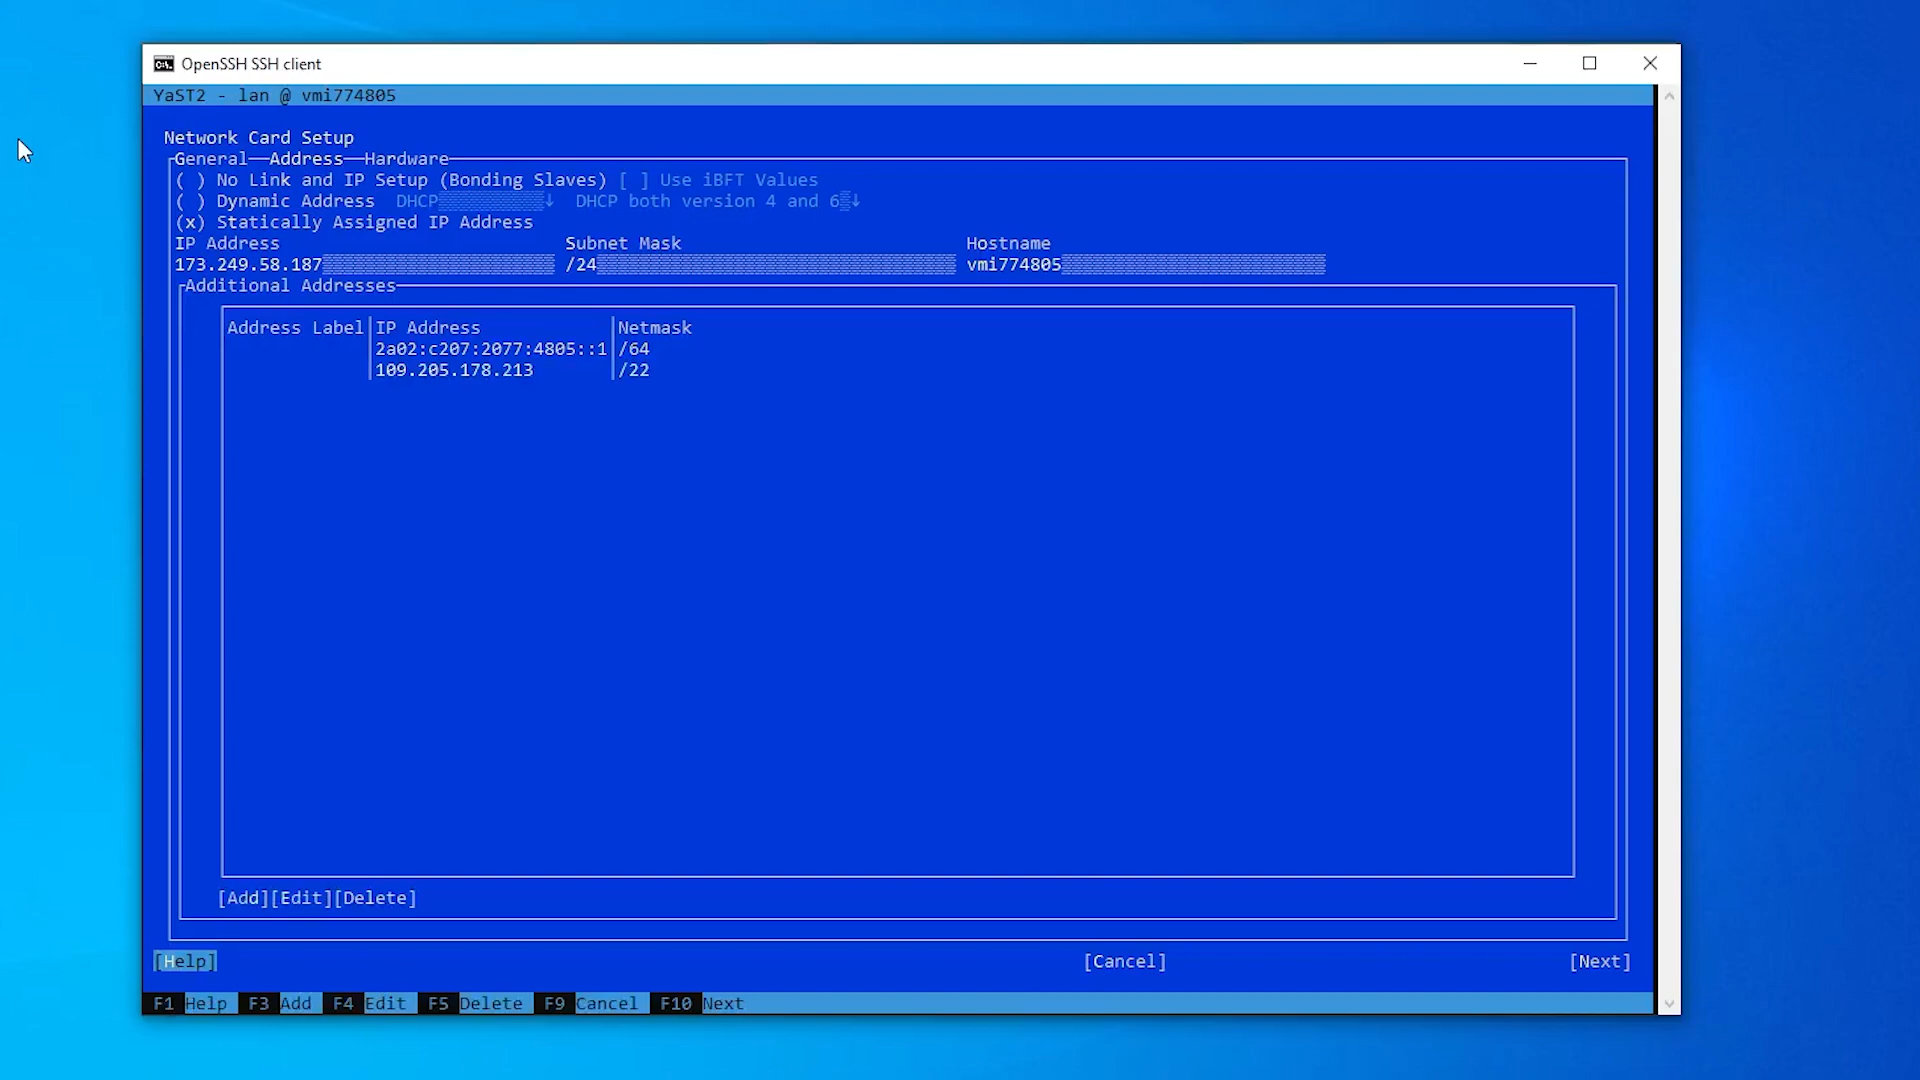 OpenSSH SSH client
YaST2 - lan @ vmi774805
Network Card Setup
General—Address—Hardware
( ) No Link and IP Setup (Bonding Slaves) [ ] Use iBFT Values
( ) Dynamic Address DHCP↓ DHCP both version 4 and 6↓
(x) Statically Assigned IP Address
IP Address Subnet Mask Hostname
173.249.58.187 /24 vmi774805
Additional Addresses
Address Label IP Address Netmask
2a02:c207:2077:4805::1 /64
109.205.178.213 /22
[Add][Edit][Delete]
[Help] [Cancel] [Next]
F1 Help F3 Add F4 Edit F5 Delete F9 Cancel F10 Next